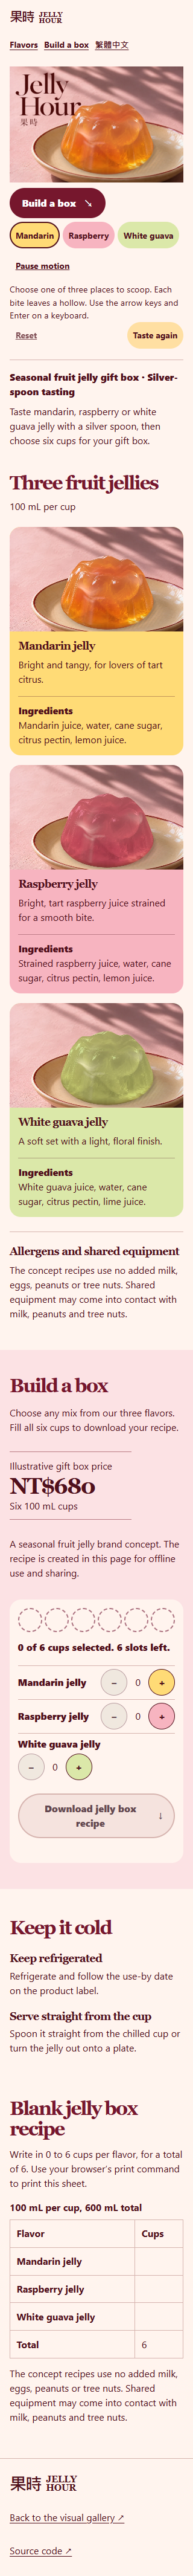 果時 JELLY HOUR
Flavors Build a box 繁體中文
Jelly
Hour
果時
Build a box ↘
Mandarin Raspberry White guava
Pause motion
Choose one of three places to scoop. Each
bite leaves a hollow. Use the arrow keys and
Enter on a keyboard.
Reset Taste again
Seasonal fruit jelly gift box · Silver-
spoon tasting
Taste mandarin, raspberry or white
guava jelly with a silver spoon, then
choose six cups for your gift box.
Three fruit jellies
100 mL per cup
Mandarin jelly
Bright and tangy, for lovers of tart
citrus.
Ingredients
Mandarin juice, water, cane sugar,
citrus pectin, lemon juice.
Raspberry jelly
Bright, tart raspberry juice strained
for a smooth bite.
Ingredients
Strained raspberry juice, water, cane
sugar, citrus pectin, lemon juice.
White guava jelly
A soft set with a light, floral finish.
Ingredients
White guava juice, water, cane
sugar, citrus pectin, lime juice.
Allergens and shared equipment
The concept recipes use no added milk,
eggs, peanuts or tree nuts. Shared
equipment may come into contact with
milk, peanuts and tree nuts.
Build a box
Choose any mix from our three flavors.
Fill all six cups to download your recipe.
Illustrative gift box price
NT$680
Six 100 mL cups
A seasonal fruit jelly brand concept. The
recipe is created in this page for offline
use and sharing.
0 of 6 cups selected. 6 slots left.
Mandarin jelly − 0 +
Raspberry jelly − 0 +
White guava jelly
− 0 +
Download jelly box
recipe ↓
Keep it cold
Keep refrigerated
Refrigerate and follow the use-by date
on the product label.
Serve straight from the cup
Spoon it straight from the chilled cup or
turn the jelly out onto a plate.
Blank jelly box
recipe
Write in 0 to 6 cups per flavor, for a total
of 6. Use your browser's print command
to print this sheet.
100 mL per cup, 600 mL total
Flavor Cups
Mandarin jelly
Raspberry jelly
White guava jelly
Total 6
The concept recipes use no added milk,
eggs, peanuts or tree nuts. Shared
equipment may come into contact with
milk, peanuts and tree nuts.
果時 JELLY HOUR
Back to the visual gallery ↗
Source code ↗